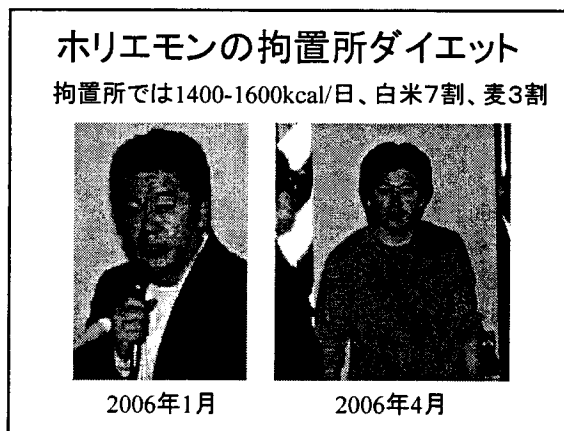 ホリエモンの拘置所ダイエット
拘置所では1400-1600kcal/日、白米７割、麦３割
2006年1月
2006年4月